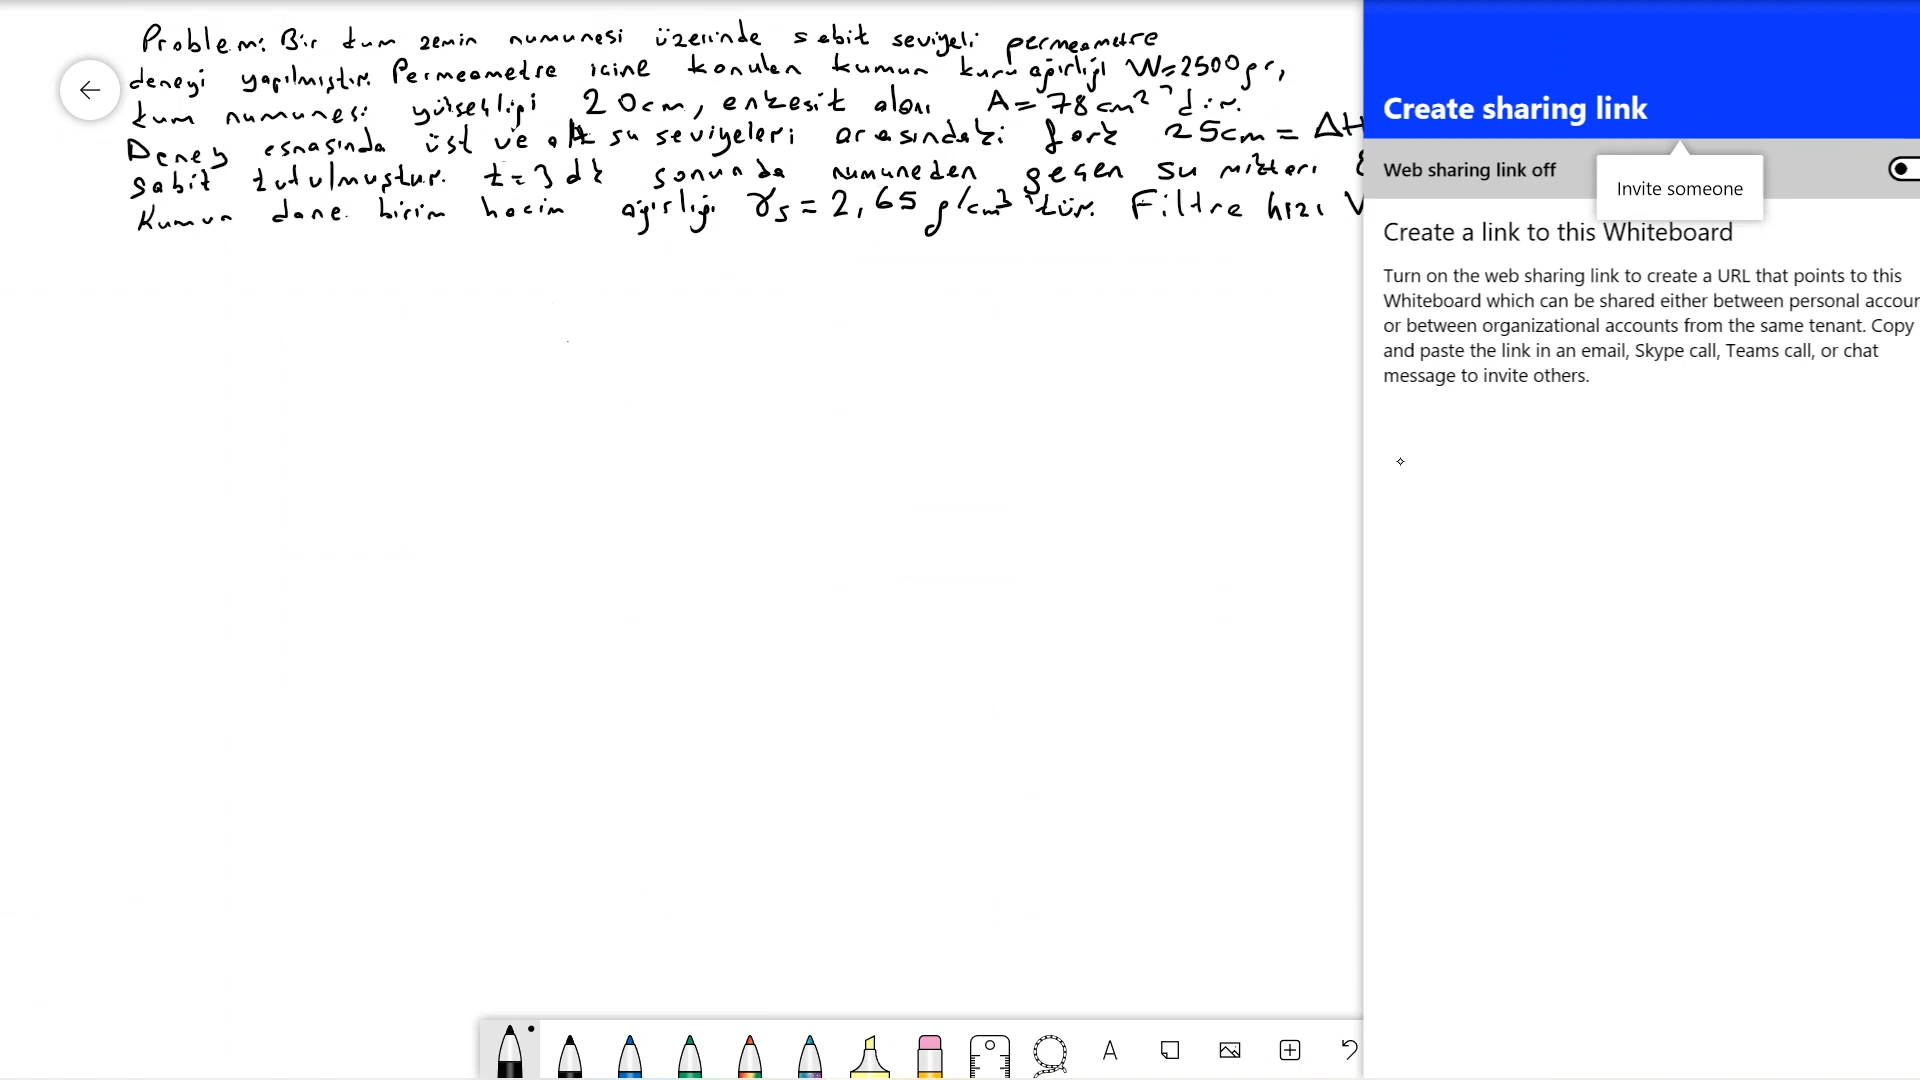 Problem: Bir kum zemin numunesi üzerinde sabit seviyeli permeametre
deneyi yapılmıştır. Permeametre içine konulan kumun kuru ağırlığı W=2500gr,
kum numunesi yüksekliği 20cm, enkesit alanı A=78cm² 'dir.
Deney esnasında üst ve alt su seviyeleri arasındaki fark 25cm = ΔH
sabit tutulmuştur. t=3 dk sonunda numuneden geçen su miktarı
Kumun dane birim hacim ağırlığı γs = 2,65 g/cm³ 'tür. Filtre hızı V
Create sharing link
Web sharing link off
Invite someone
Create a link to this Whiteboard
Turn on the web sharing link to create a URL that points to this
Whiteboard which can be shared either between personal accour
or between organizational accounts from the same tenant. Copy
and paste the link in an email, Skype call, Teams call, or chat
message to invite others.
A